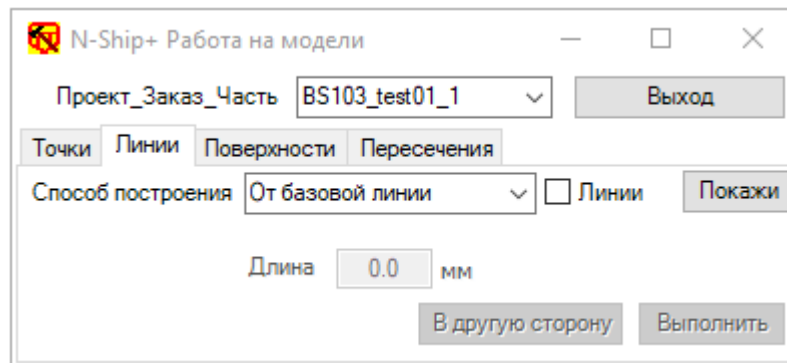 N-Ship+ Работа на модели
Проект_Заказ_Часть BS103_test01_1 Выход
Точки Линии Поверхности Пересечения
Способ построения От базовой линии Линии Покажи
Длина 0.0 мм
В другую сторону Выполнить